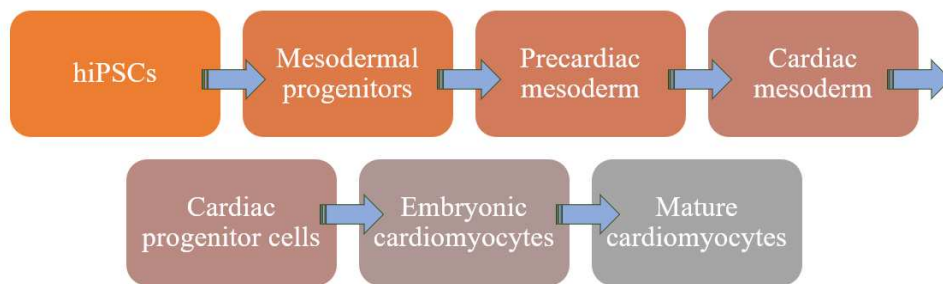 hiPSCs
Mesodermal
progenitors
Precardiac
mesoderm
Cardiac
mesoderm
Cardiac
progenitor cells
Embryonic
cardiomyocytes
Mature
cardiomyocytes